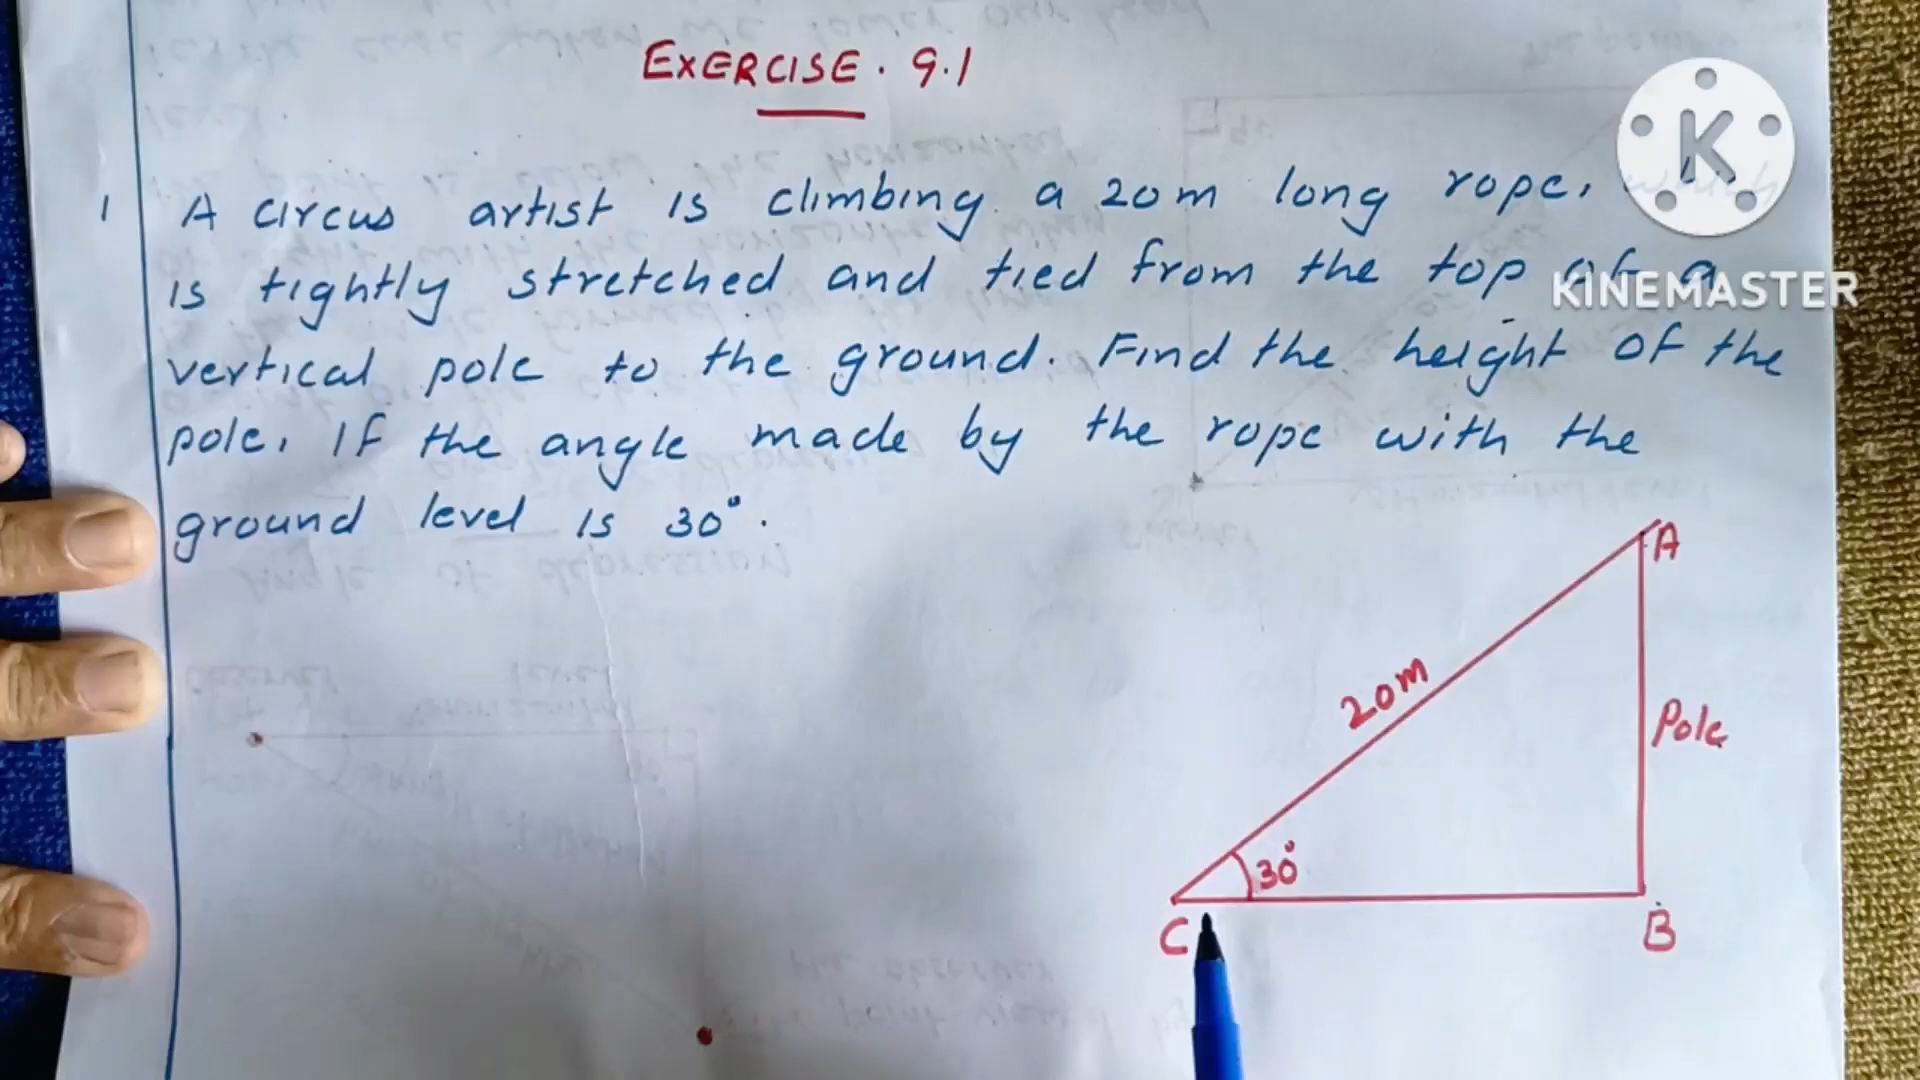 EXERCISE. 9.1
1 A circus artist is climbing a 20m long rope,
is tightly stretched and tied from the top of a
vertical pole to the ground. Find the height of the
pole, If the angle made by the rope with the
ground level is 30°.
K
KINEMASTER
A
20m
Pole
30°
C
B